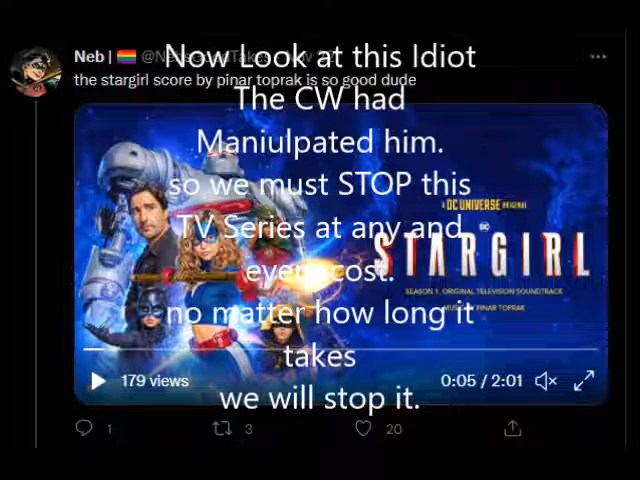 Neb |
Now Look at this Idiot
the stargirl score by pinar toprak is so good dude
The CW had
Maniulpated him.
so we must STOP this
A DC UNIVERSE ORIGINAL
TV Series at any and
DC
STARGIRL
every cost.
SEASON 1: ORIGINAL TELEVISION SOUNDTRACK
MUSIC BY PINAR TOPRAK
no matter how long it
takes
179 views
0:05 / 2:01
we will stop it.
1
3
20